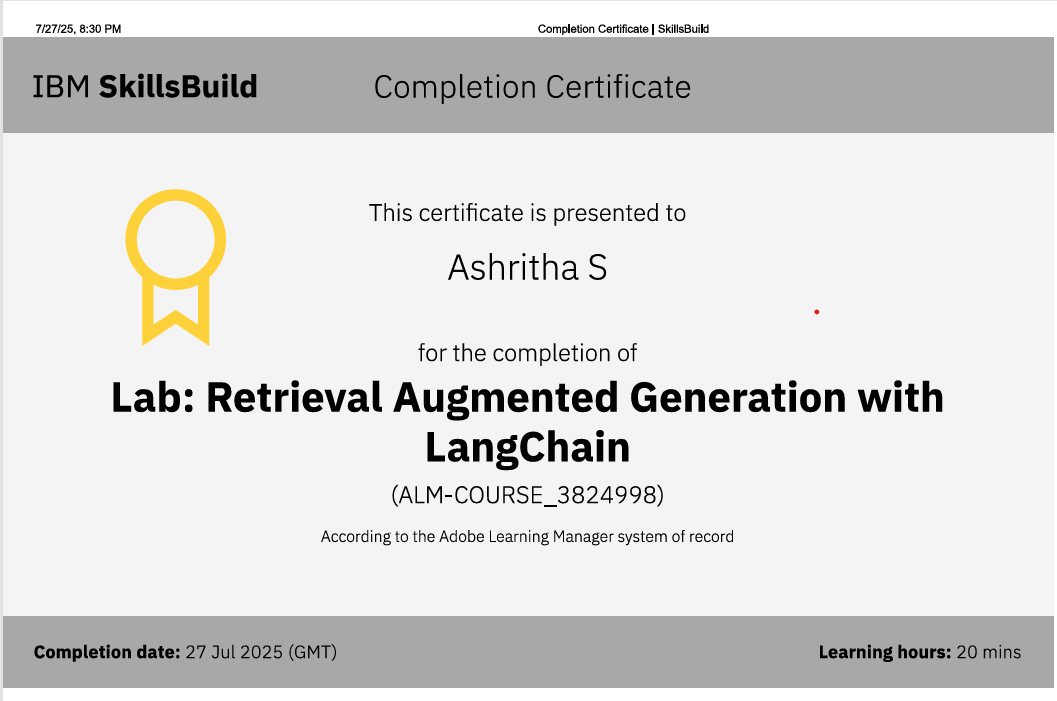 7/27/25, 8:30 PM Completion Certificate | SkillsBuild
IBM SkillsBuild Completion Certificate
This certificate is presented to
Ashritha S
for the completion of
Lab: Retrieval Augmented Generation with
LangChain
(ALM-COURSE_3824998)
According to the Adobe Learning Manager system of record
Completion date: 27 Jul 2025 (GMT) Learning hours: 20 mins